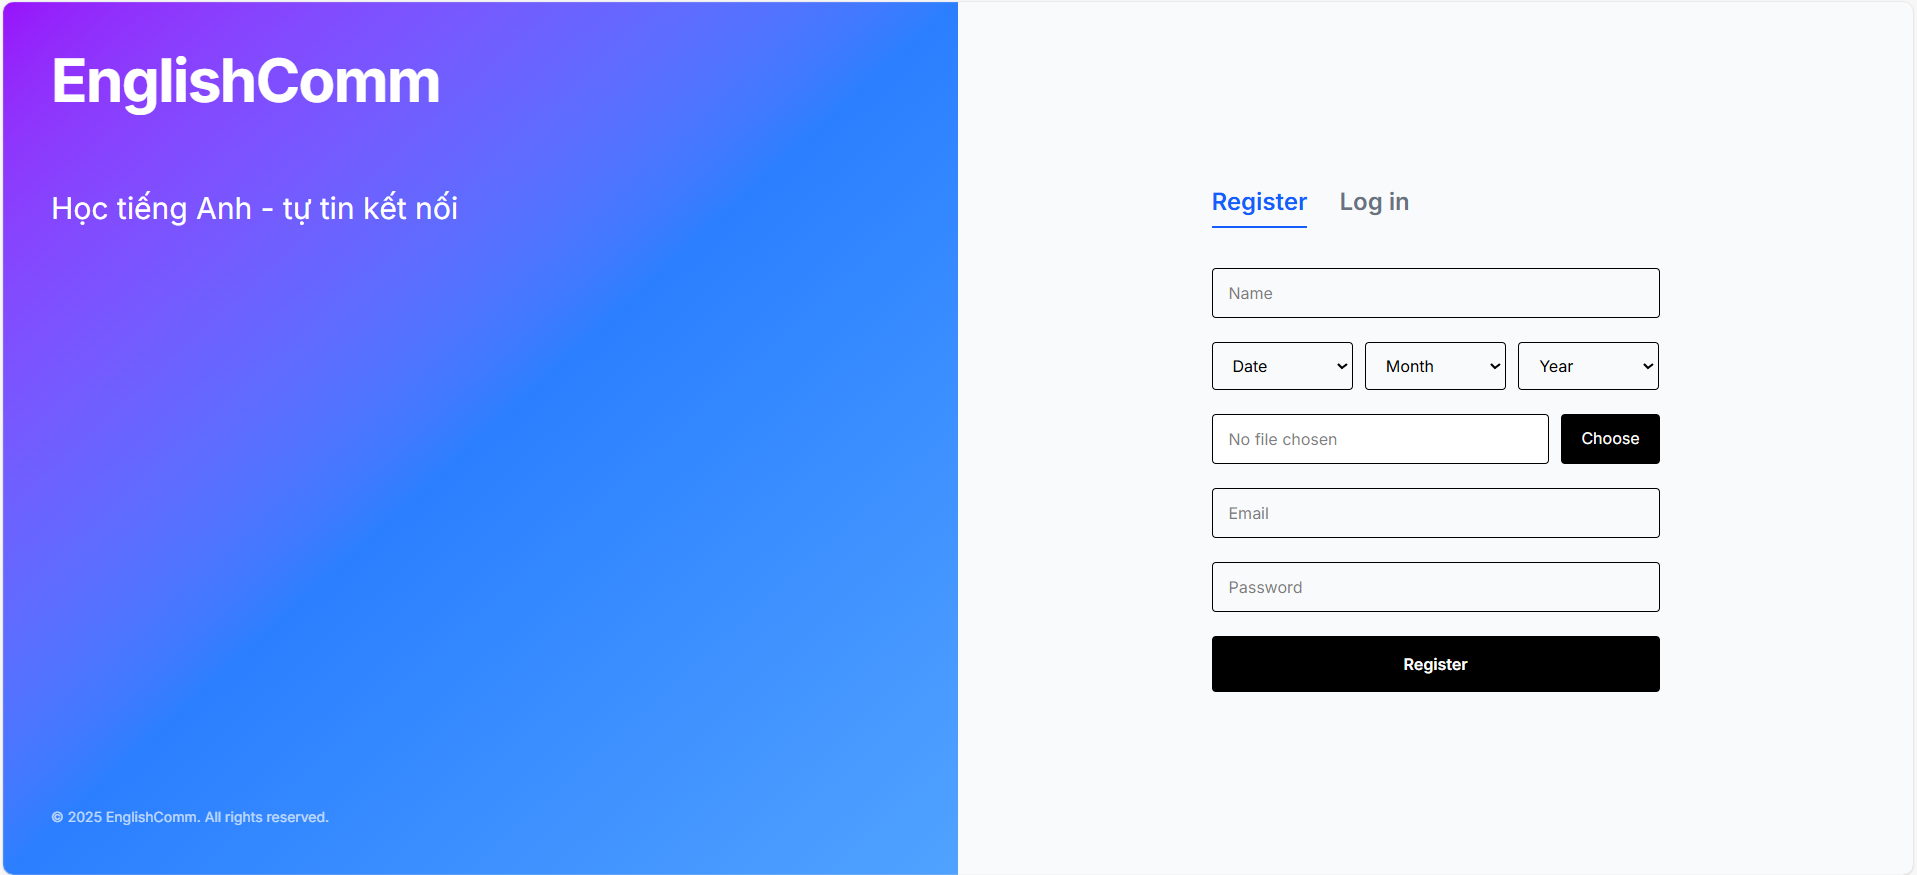 EnglishComm
Học tiếng Anh - tự tin kết nối
© 2025 EnglishComm. All rights reserved.
Register Log in
Name
Date Month Year
No file chosen Choose
Email
Password
Register